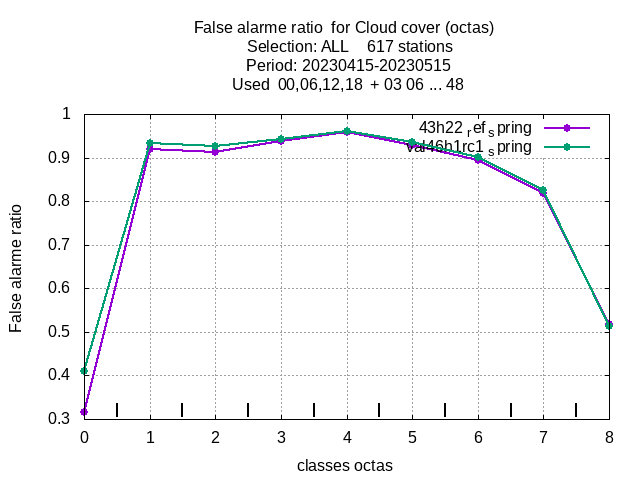 False alarme ratio  for Cloud cover (octas)
Selection: ALL    617 stations
Period: 20230415-20230515
Used  00,06,12,18  + 03 06 ... 48
False alarme ratio
1
0.9
0.8
0.7
0.6
0.5
0.4
0.3
43h22 ref spring
val46h1rc1 spring
0 1 2 3 4 5 6 7 8
classes octas